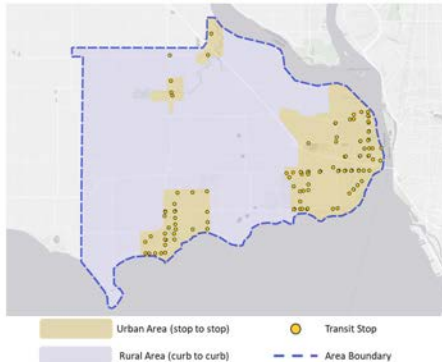 Urban Area (stop to stop)
Transit Stop
Rural Area (curb to curb)
Area Boundary